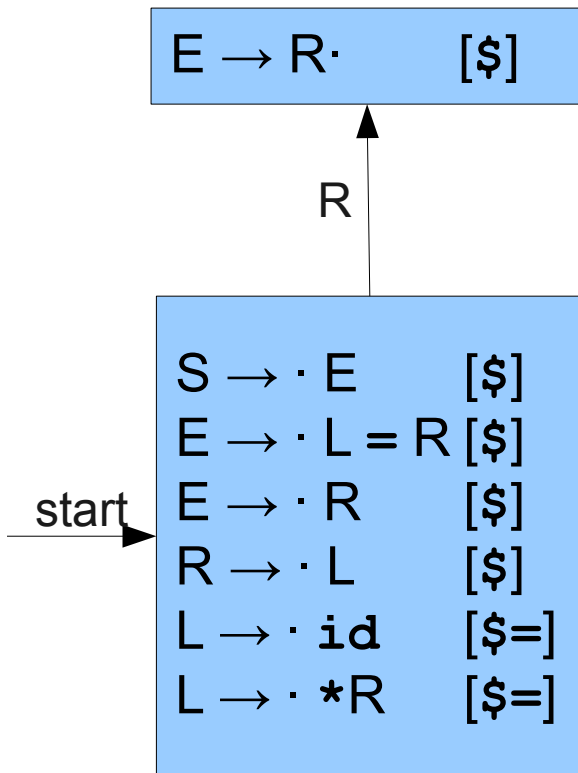 E → R· [$]
R
S → · E [$]
E → · L = R [$]
E → · R [$]
start
R → · L [$]
L → · id [$=]
L → · *R [$=]